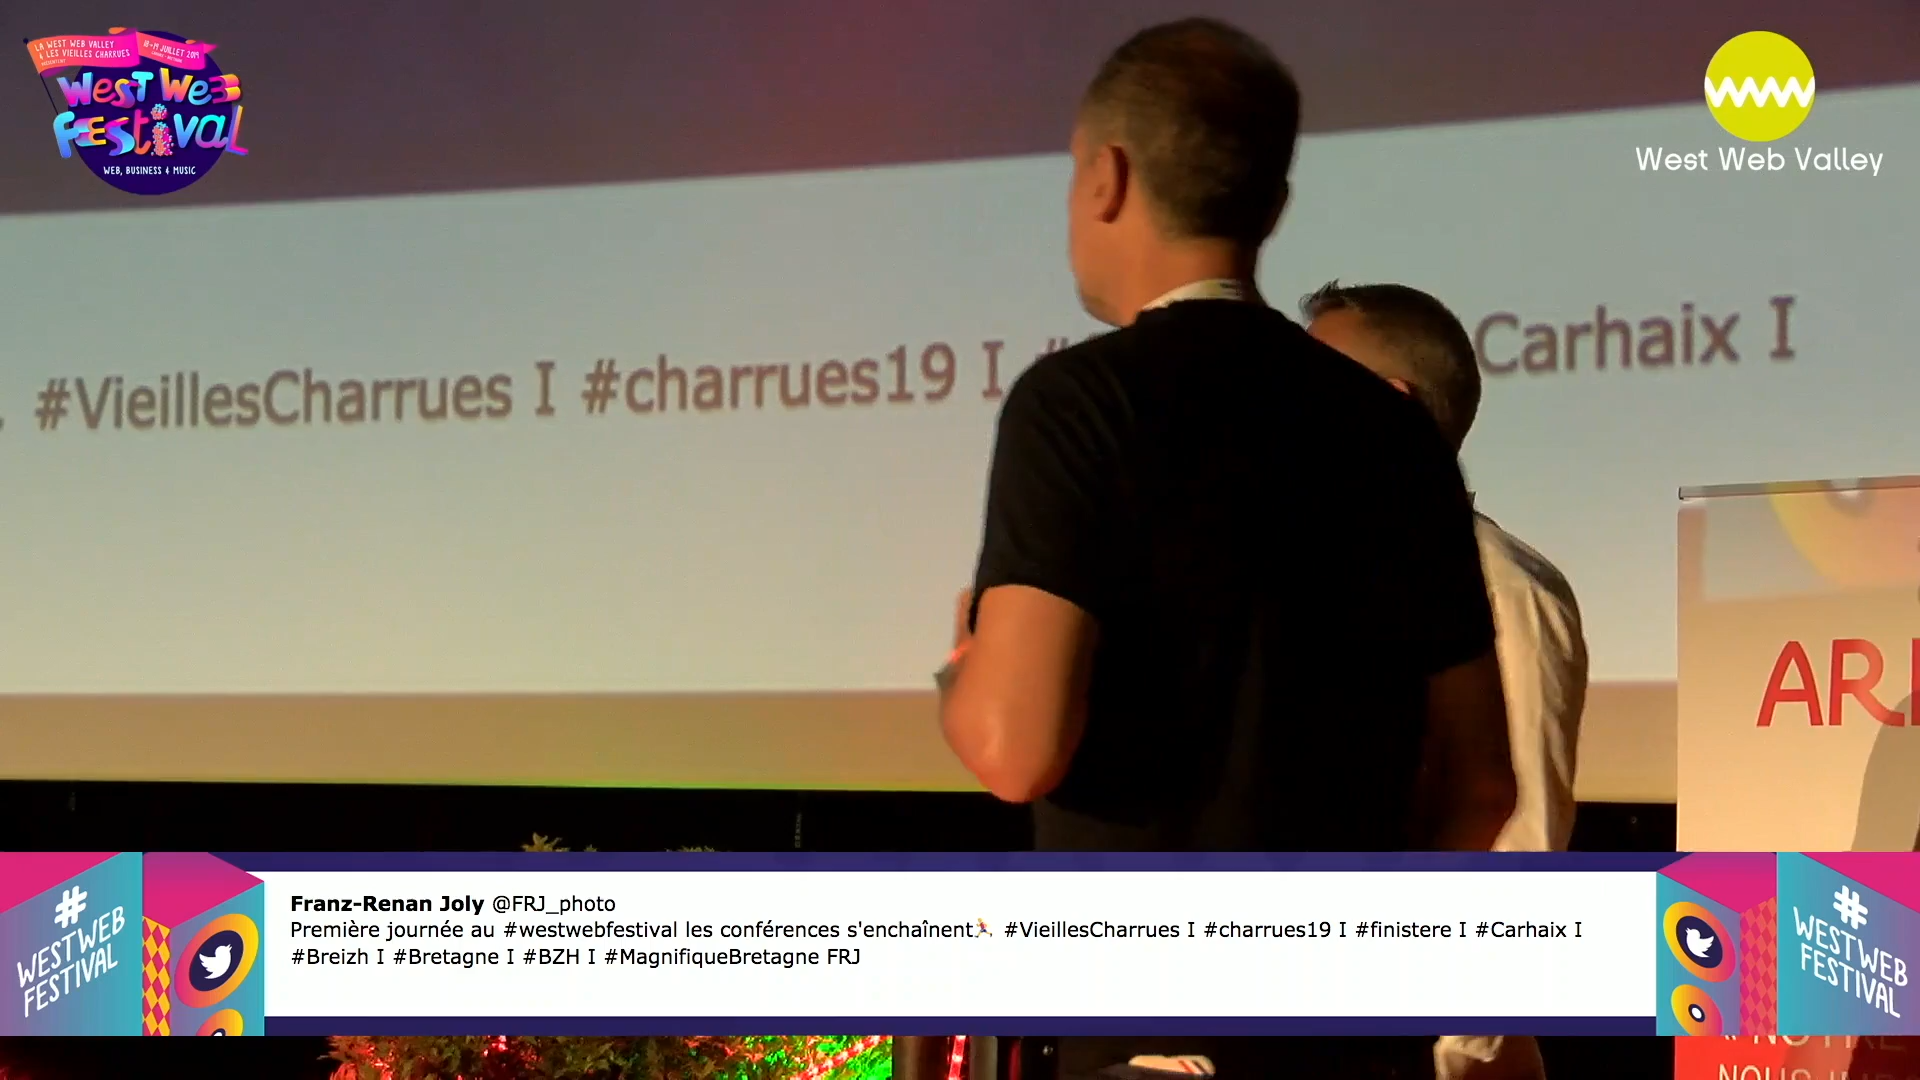 LA WEST WEB VALLEY
& LES VIEILLES CHARRUES
PRÉSENTENT
18-19 JUILLET 2019
WEST WEB
FESTIVAL
WEB, BUSINESS & MUSIC
West Web Valley
#VieillesCharrues I #charrues19 I # Carhaix I
Franz-Renan Joly @FRJ_photo
Première journée au #westwebfestival les conférences s'enchaînent🏃 #VieillesCharrues I #charrues19 I #finistere I #Carhaix I
#Breizh I #Bretagne I #BZH I #MagnifiqueBretagne FRJ
#
WESTWEB
FESTIVAL
#
WESTWEB
FESTIVAL